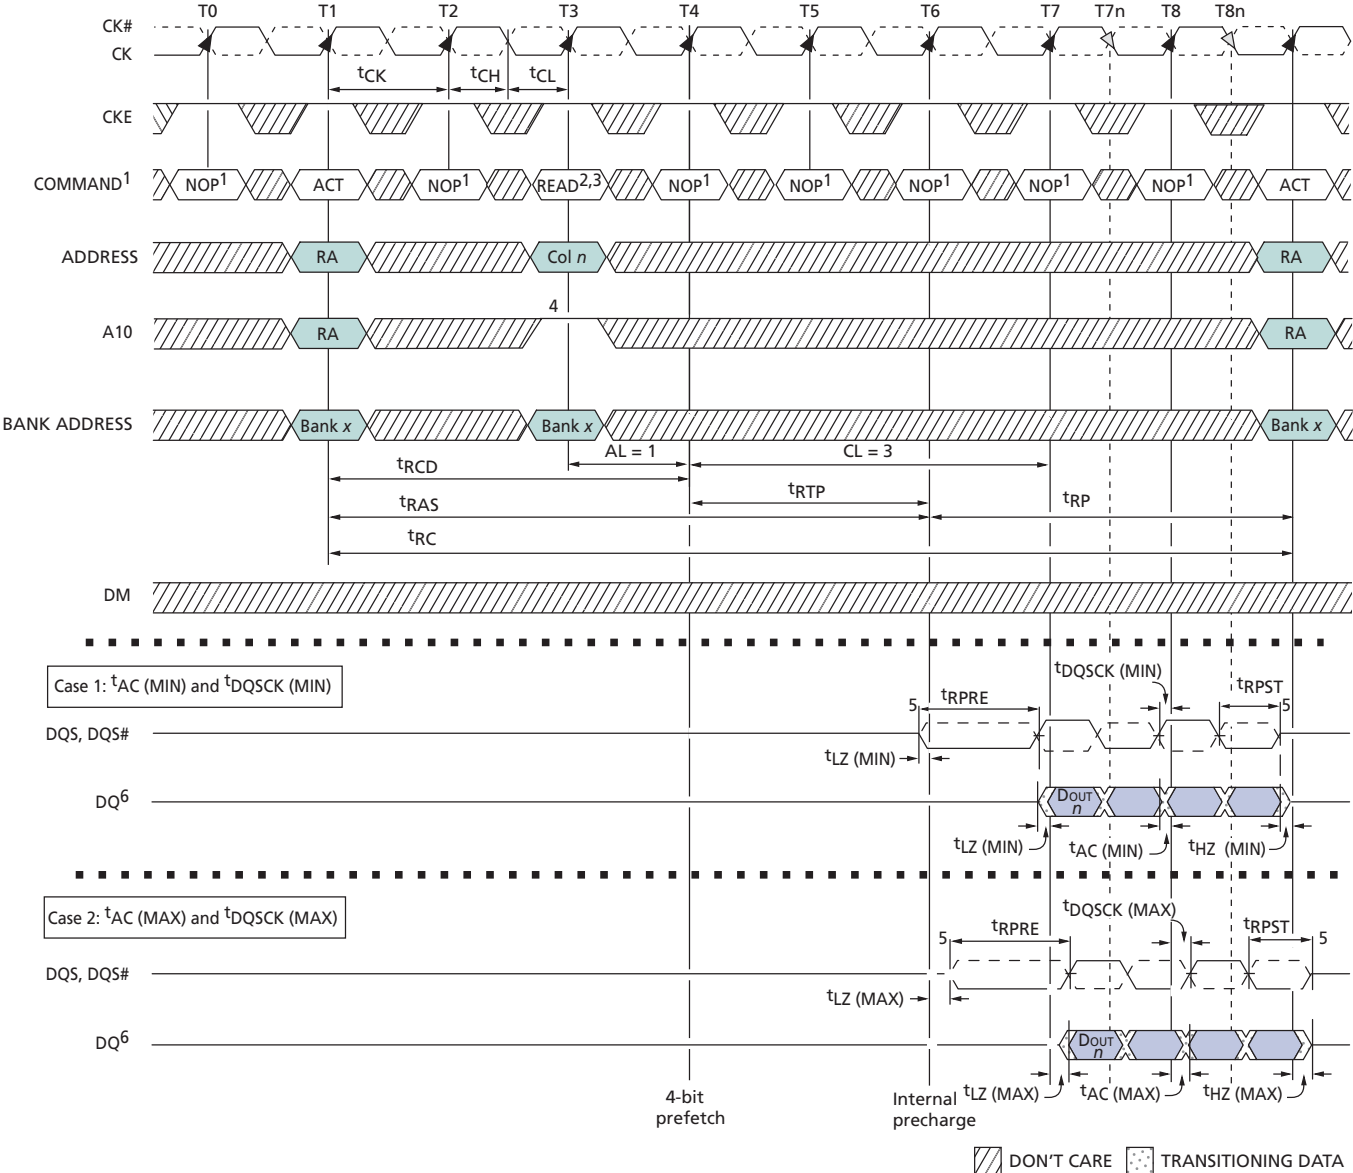 T0 T1 T2 T3 T4 T5 T6 T7 T7n T8 T8n
CK#
CK
tCK tCH tCL
CKE
COMMAND1 NOP1 ACT NOP1 READ2,3 NOP1 NOP1 NOP1 NOP1 NOP1 ACT
ADDRESS RA Col n RA
4
A10 RA RA
BANK ADDRESS Bank x Bank x Bank x
AL = 1 CL = 3
tRCD
tRTP
tRAS tRP
tRC
DM
Case 1: tAC (MIN) and tDQSCK (MIN)
tDQSCK (MIN)
5 tRPRE tRPST 5
DQS, DQS#
tLZ (MIN)
DQ6 DOUT
n
tLZ (MIN) tAC (MIN) tHZ (MIN)
Case 2: tAC (MAX) and tDQSCK (MAX)
tDQSCK (MAX)
5 tRPRE tRPST 5
DQS, DQS#
tLZ (MAX)
DQ6 DOUT
n
tLZ (MAX) tAC (MAX) tHZ (MAX)
4-bit
prefetch
Internal
precharge
DON'T CARE TRANSITIONING DATA